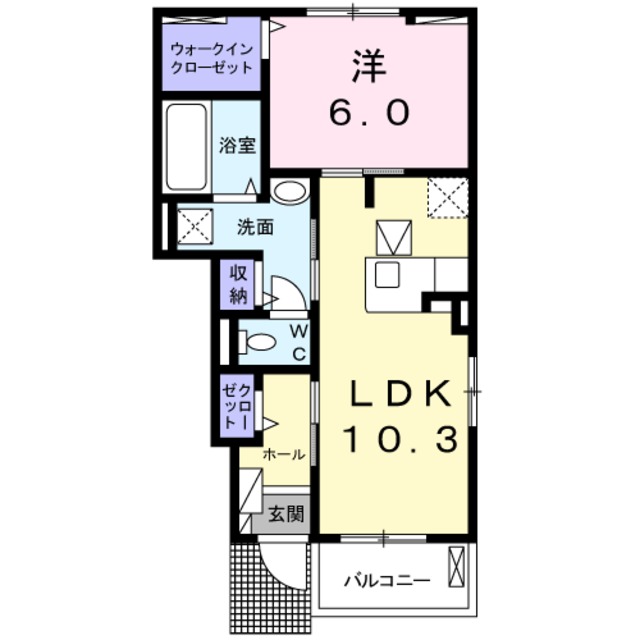 ウォークイン
クローゼット
洋
6.0
浴室
洗面
収
納
W
C
LDK
10.3
クロー
ゼット
ホール
玄関
バルコニー